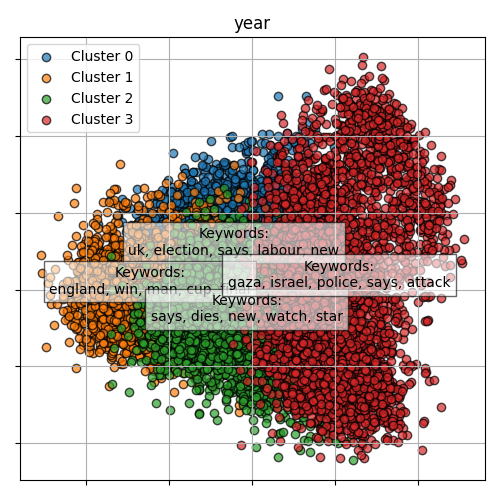 year
Cluster 0
Cluster 1
Cluster 2
Cluster 3
Keywords:
uk, election, says, labour, new
Keywords:
england, win, man, cup,
Keywords:
gaza, israel, police, says, attack
Keywords:
says, dies, new, watch, star